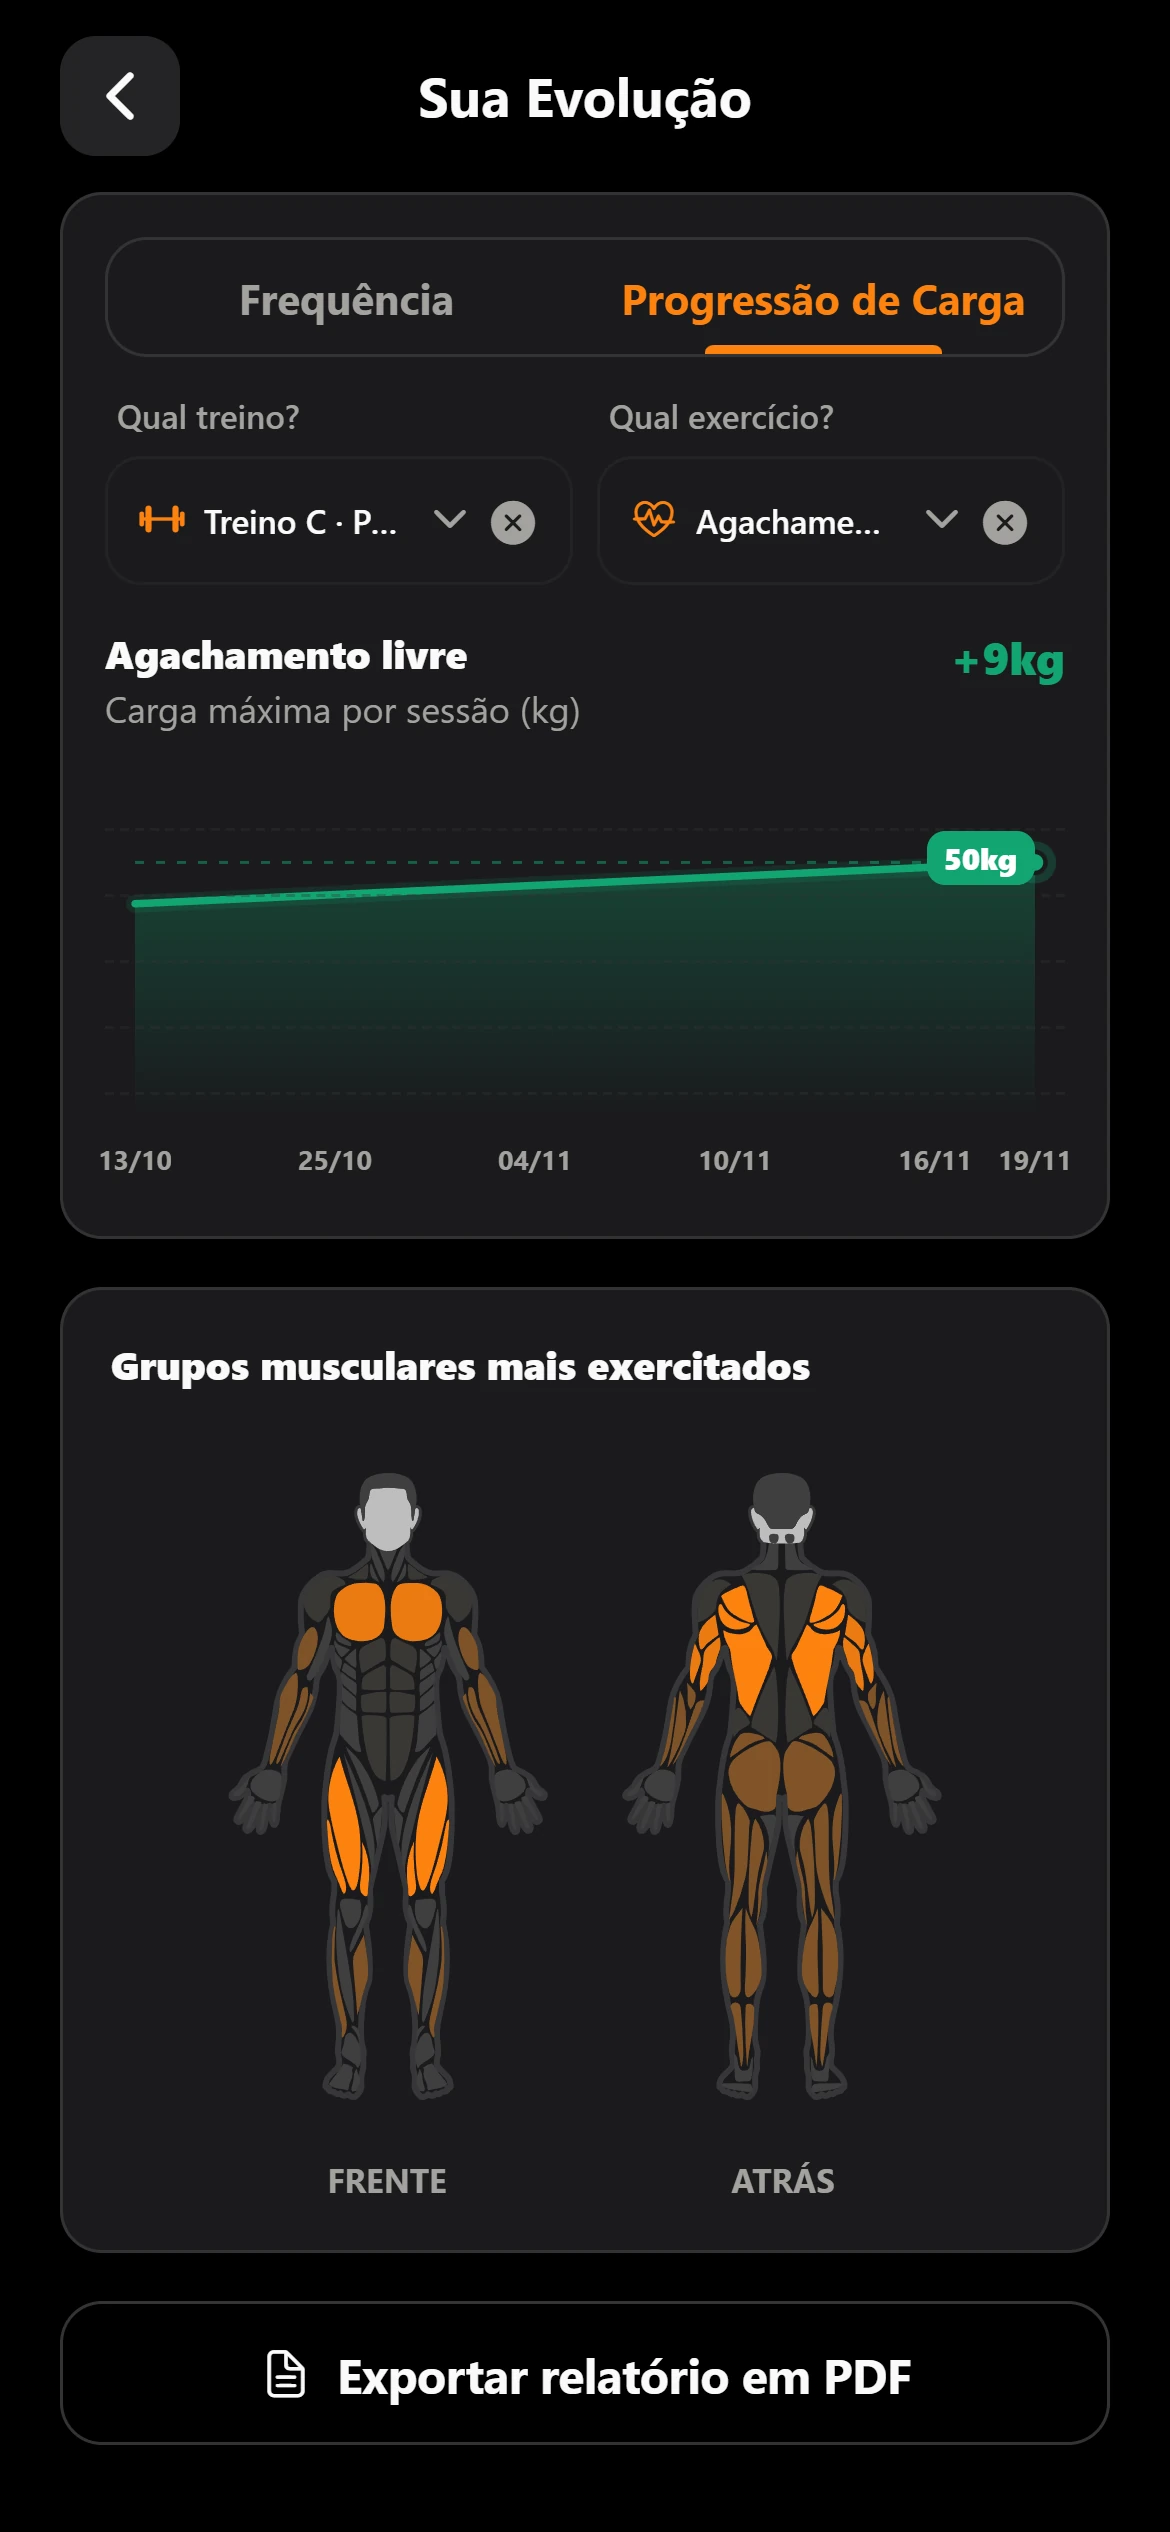 Sua Evolução
Frequência
Progressão de Carga
Qual treino?
Qual exercício?
Treino C · P...
Agachame...
Agachamento livre
+9kg
Carga máxima por sessão (kg)
50kg
13/10 25/10 04/11 10/11 16/11 19/11
Grupos musculares mais exercitados
FRENTE
ATRÁS
Exportar relatório em PDF